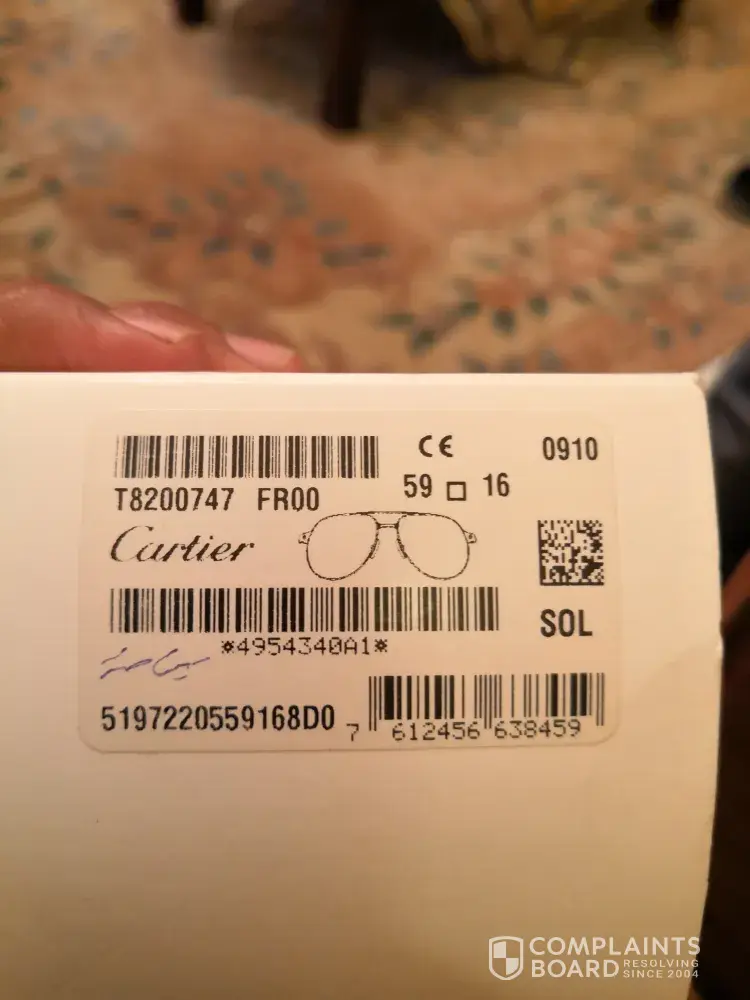 CE 0910
T8200747 FR00 59 □ 16
Cartier
SOL
*4954340A1*
5197220559168D0 7 612456 638459
COMPLAINTS
BOARD RESOLVING
SINCE 2004